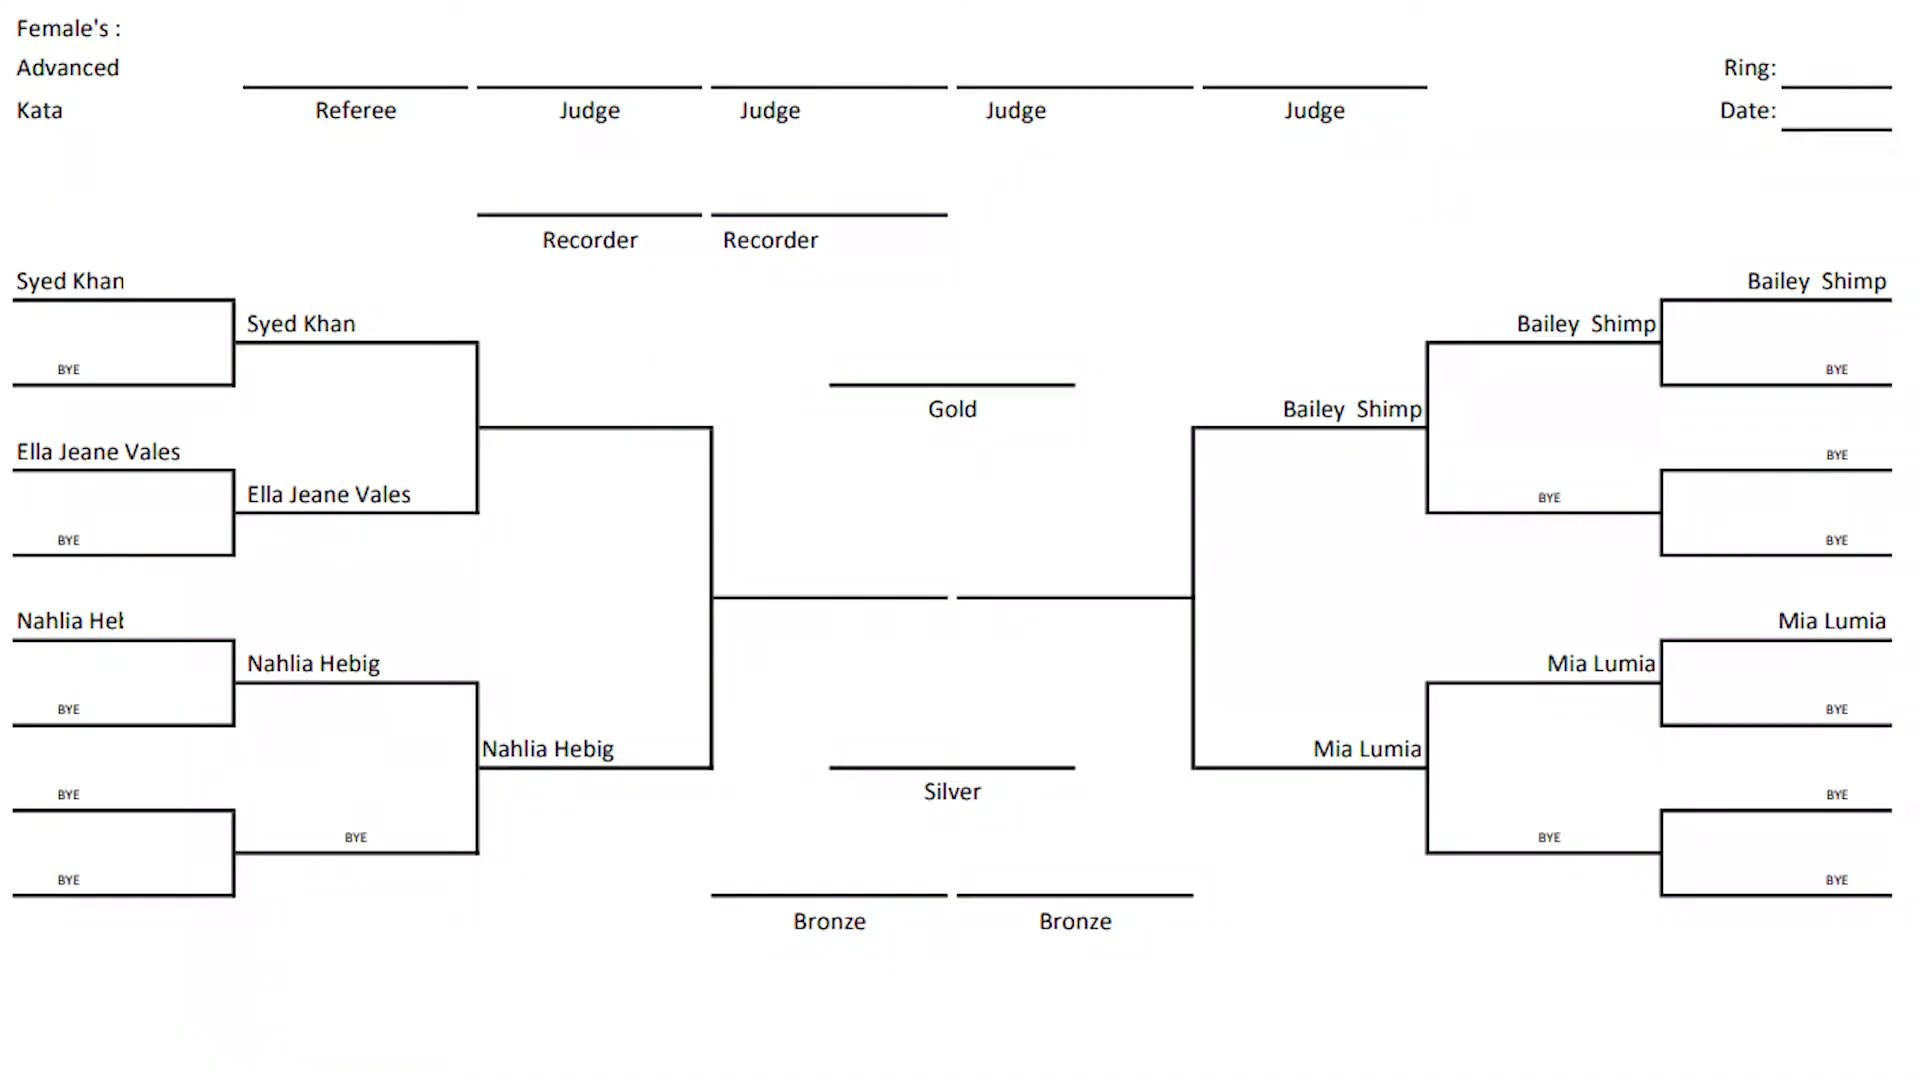 Female's :
Advanced
Kata
Referee Judge Judge Judge Judge
Ring:
Date:
Recorder Recorder
Syed Khan
Syed Khan
BYE
Ella Jeane Vales
Ella Jeane Vales
BYE
Nahlia Heb
Nahlia Hebig
BYE
Nahlia Hebig
BYE
BYE
BYE
Gold
Silver
Bronze Bronze
Bailey  Shimp
Bailey  Shimp
BYE
Bailey  Shimp
BYE
BYE
BYE
Mia Lumia
Mia Lumia
BYE
Mia Lumia
BYE
BYE
BYE